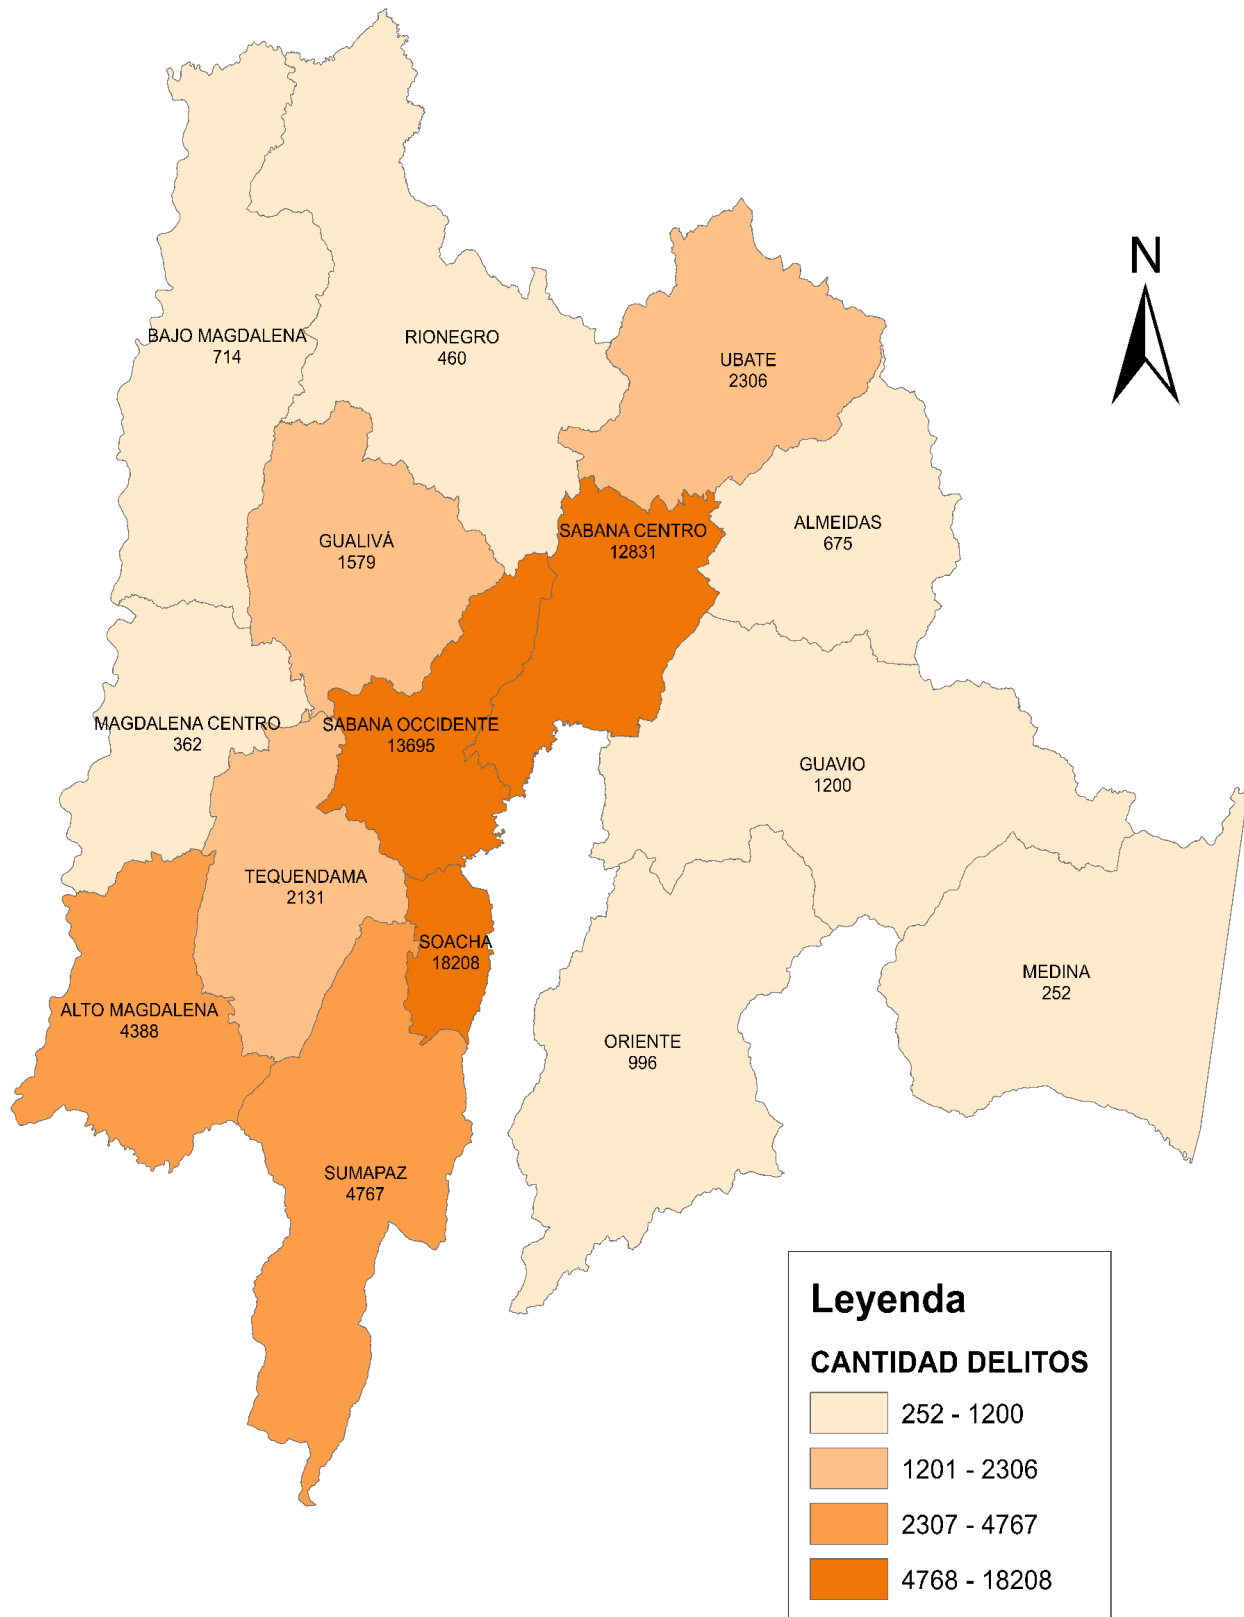 N
BAJO MAGDALENA
714
RIONEGRO
460
UBATE
2306
GUALIVÁ
1579
SABANA CENTRO
12831
ALMEIDAS
675
MAGDALENA CENTRO
362
SABANA OCCIDENTE
13695
GUAVIO
1200
TEQUENDAMA
2131
SOACHA
18208
MEDINA
252
ALTO MAGDALENA
4388
ORIENTE
996
SUMAPAZ
4767
Leyenda
CANTIDAD DELITOS
252 - 1200
1201 - 2306
2307 - 4767
4768 - 18208